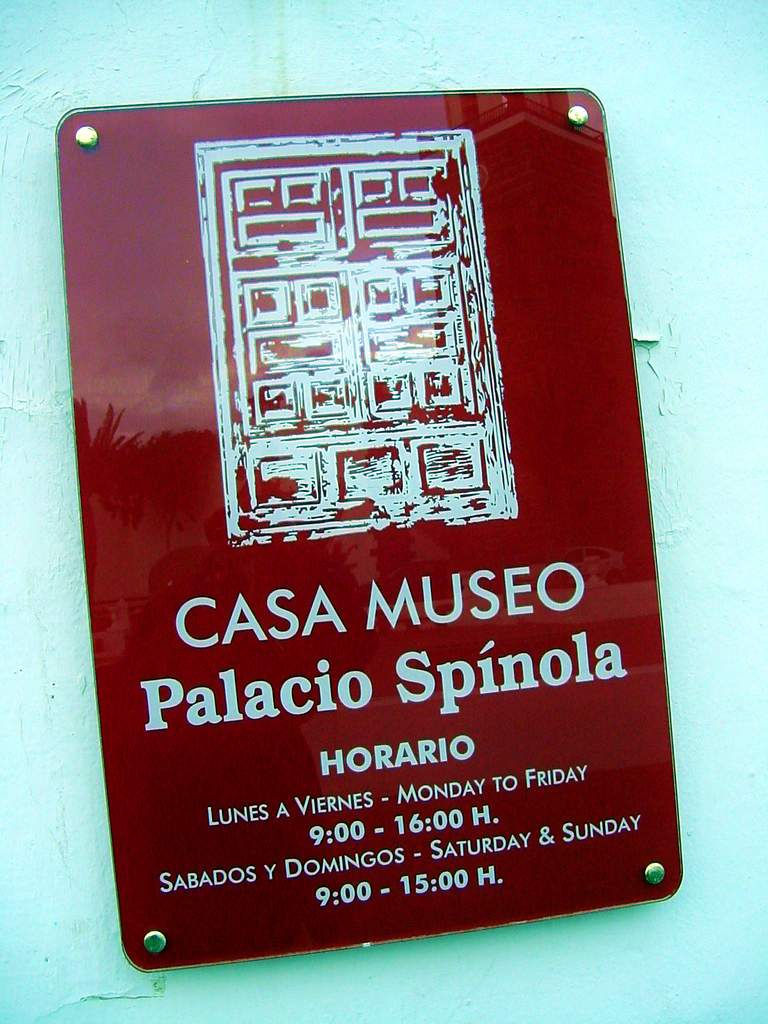 CASA MUSEO
Palacio Spínola
HORARIO
LUNES A VIERNES - MONDAY TO FRIDAY
9:00 - 16:00 H.
SABADOS Y DOMINGOS - SATURDAY & SUNDAY
9:00 - 15:00 H.